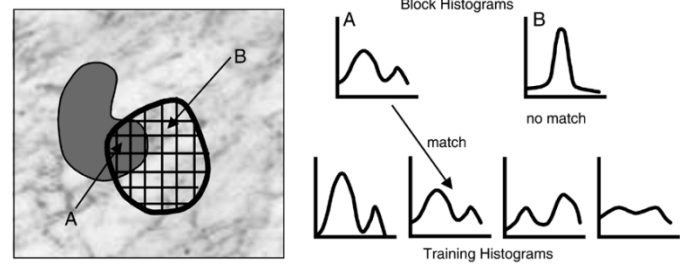 Block Histograms
A
B
B
no match
match
A
Training Histograms